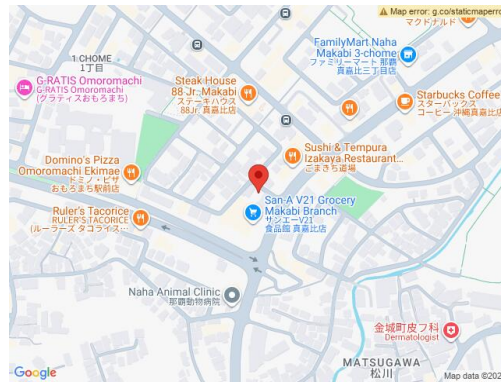 Map error: g.co/staticmaperro
マクドナルド
FamilyMart Naha
Makabi 3-chome
ファミリーマート 那覇
真嘉比三丁目店
1 CHOME
1丁目
G-RATIS Omoromachi
G-RATIS Omoromachi
(グラティスおもろまち)
Steak House
88 Jr. Makabi
ステーキハウス
88 Jr. 真嘉比店
Starbucks Coffee
スターバックス
コーヒー 沖縄真嘉比店
Sushi & Tempura
Izakaya Restaurant...
ごまきち道場
Domino's Pizza
Omoromachi Ekimae
ドミノ・ピザ
おもろまち駅前店
San-A V21 Grocery
Makabi Branch
サンエーV21
食品館 真嘉比店
Ruler's Tacorice
RULER'S TACORICE
(ルーラーズ タコライス...
Naha Animal Clinic
那覇動物病院
金城町皮フ科
Dermatologist
MATSUGAWA
松川
Google
Map data ©202